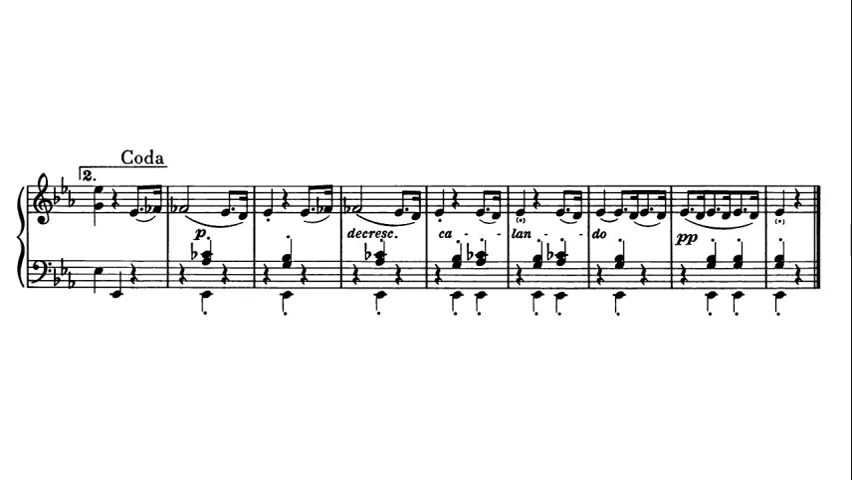 Coda
2.
p
decresc. ca - - lan - - do
pp